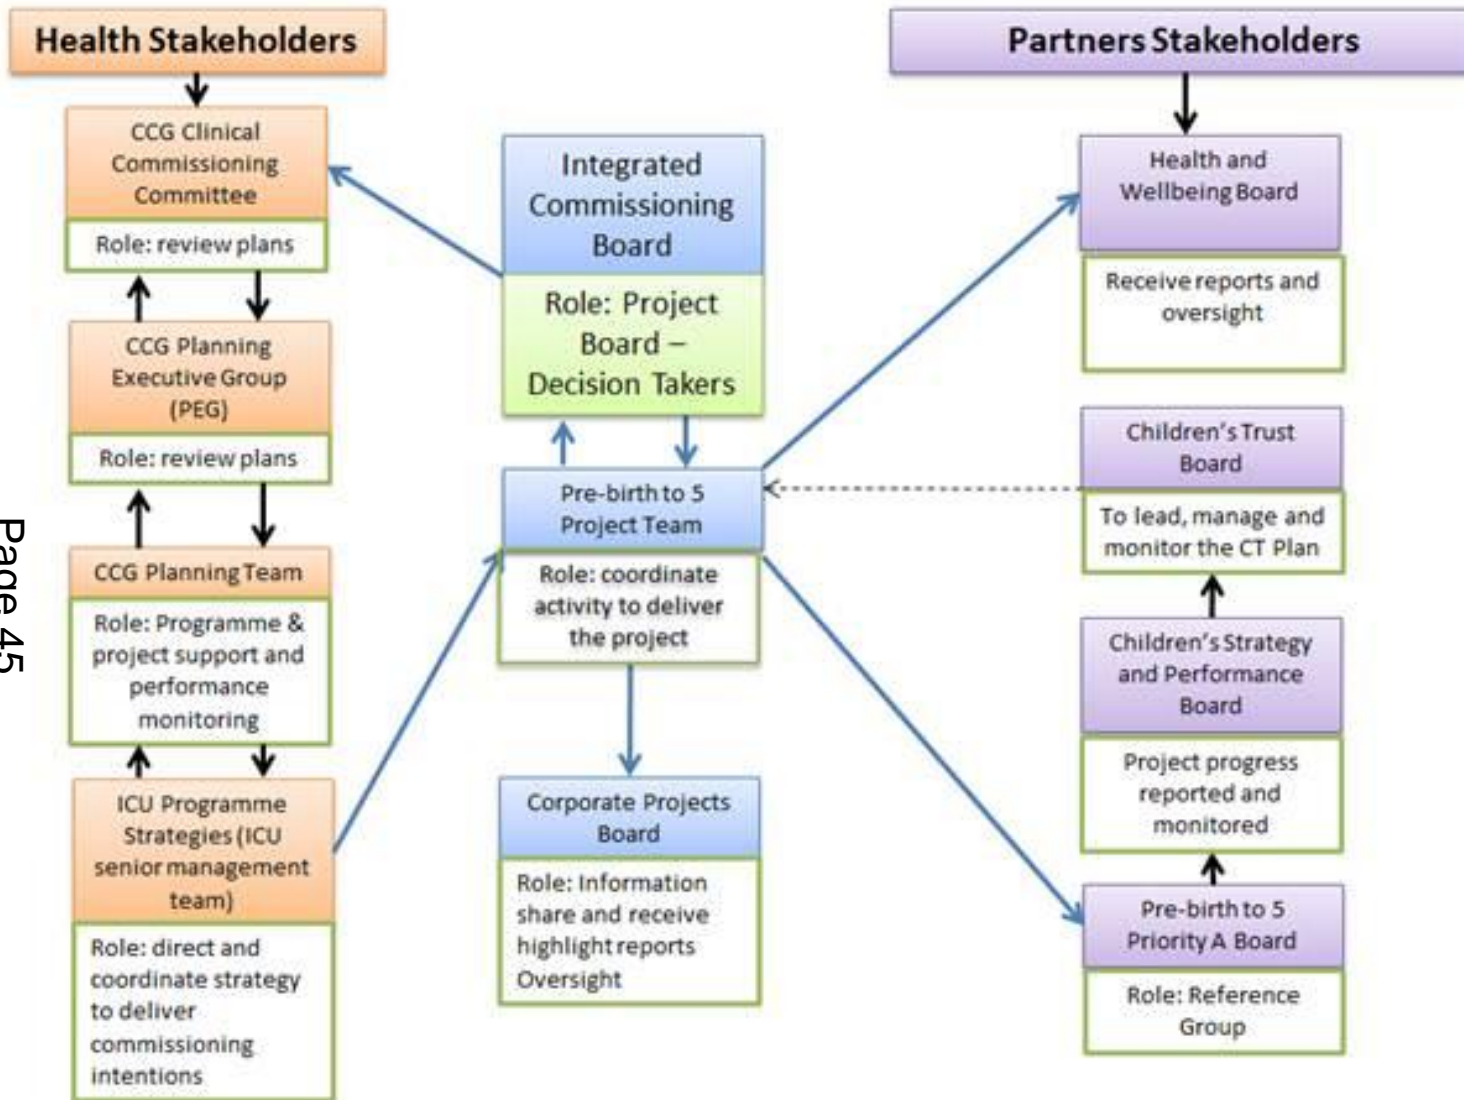 Health Stakeholders
CCG Clinical
Commissioning
Committee
Role: review plans
CCG Planning
Executive Group
(PEG)
Role: review plans
CCG Planning Team
Role: Programme &
project support and
performance
monitoring
ICU Programme
Strategies (ICU
senior management
team)
Role: direct and
coordinate strategy
to deliver
commissioning
intentions
Integrated
Commissioning
Board
Role: Project
Board –
Decision Takers
Pre-birth to 5
Project Team
Role: coordinate
activity to deliver
the project
Corporate Projects
Board
Role: Information
share and receive
highlight reports
Oversight
Partners Stakeholders
Health and
Wellbeing Board
Receive reports and
oversight
Children's Trust
Board
To lead, manage and
monitor the CT Plan
Children's Strategy
and Performance
Board
Project progress
reported and
monitored
Pre-birth to 5
Priority A Board
Role: Reference
Group
Page 45